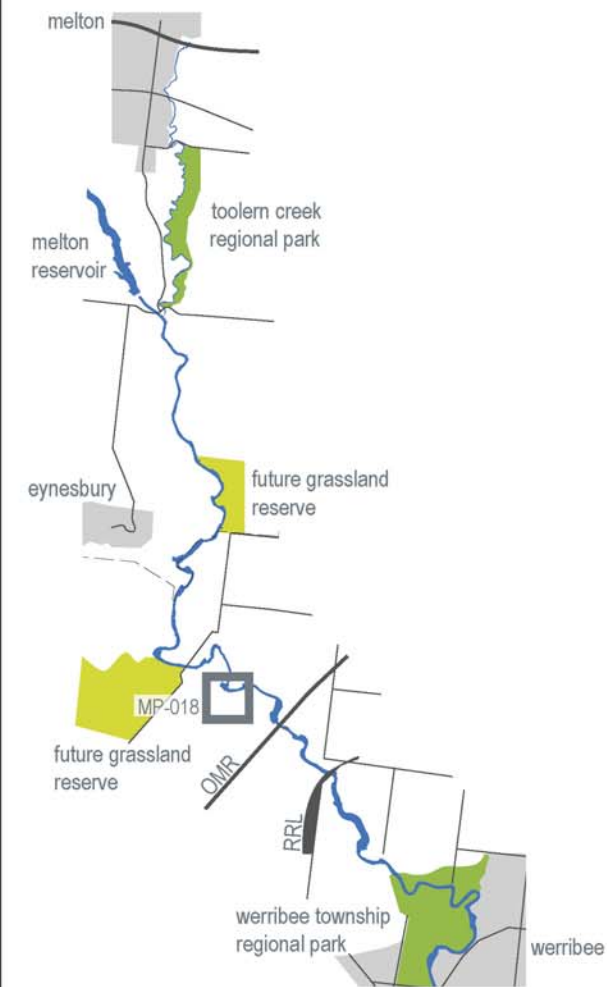 melton
toolern creek
regional park
melton
reservoir
future grassland
reserve
eynesbury
MP-018
future grassland
reserve
OMR
RRL
werribee township
regional park
werribee